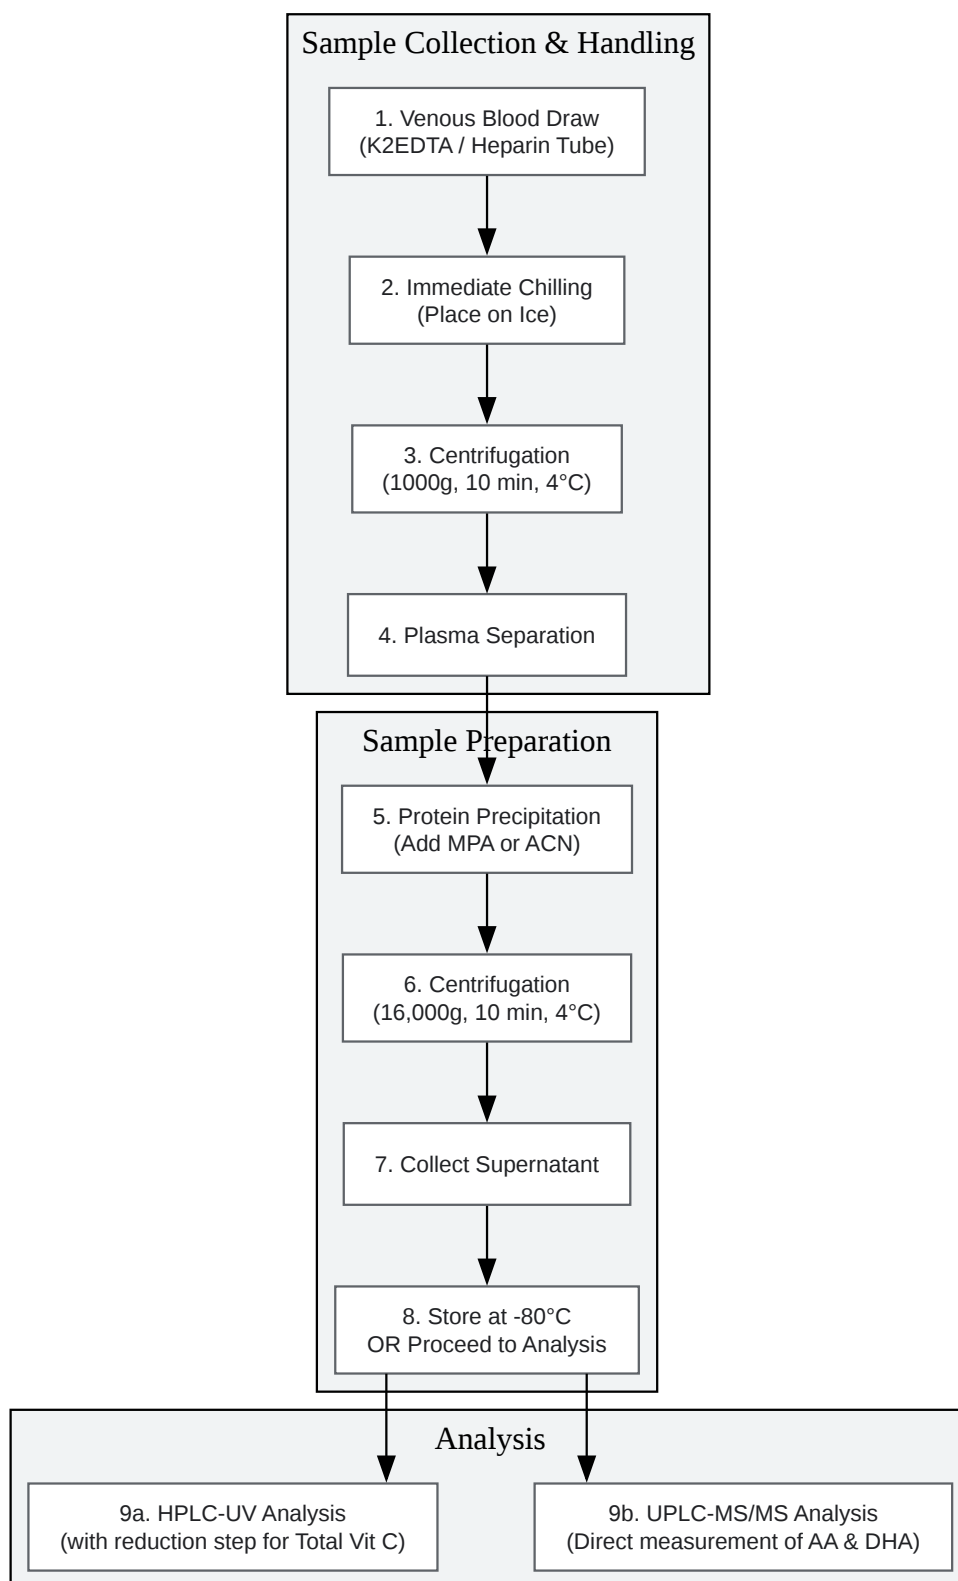 Sample Collection & Handling
1. Venous Blood Draw
(K2EDTA / Heparin Tube)
2. Immediate Chilling
(Place on Ice)
3. Centrifugation
(1000g, 10 min, 4°C)
4. Plasma Separation
Sample Preparation
5. Protein Precipitation
(Add MPA or ACN)
6. Centrifugation
(16,000g, 10 min, 4°C)
7. Collect Supernatant
8. Store at -80°C
OR Proceed to Analysis
Analysis
9a. HPLC-UV Analysis
(with reduction step for Total Vit C)
9b. UPLC-MS/MS Analysis
(Direct measurement of AA & DHA)